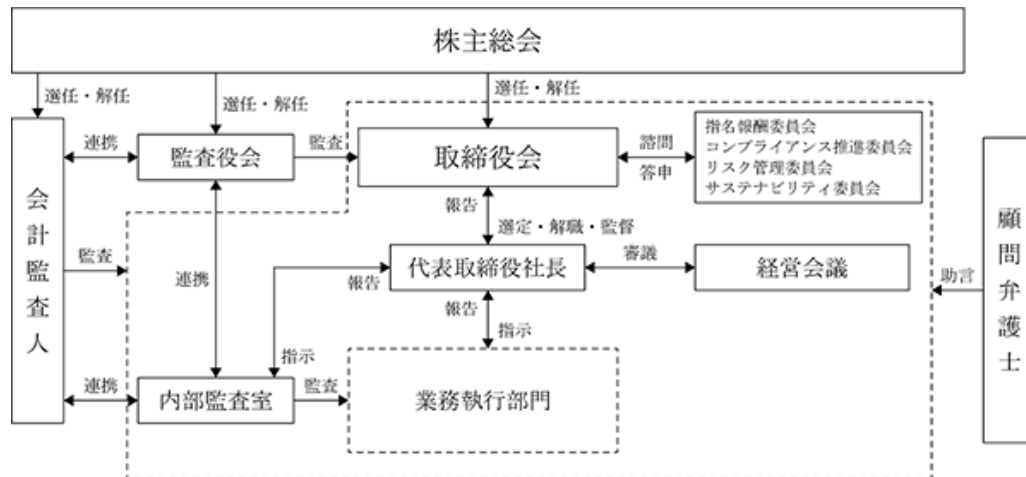 株主総会
選任・解任
選任・解任
選任・解任
会計監査人
連携
監査役会
監査
取締役会
諮問
答申
指名報酬委員会
コンプライアンス推進委員会
リスク管理委員会
サステナビリティ委員会
顧問弁護士
報告
選定・解職・監督
監査
連携
報告
代表取締役社長
審議
経営会議
助言
報告
指示
指示
連携
内部監査室
監査
業務執行部門